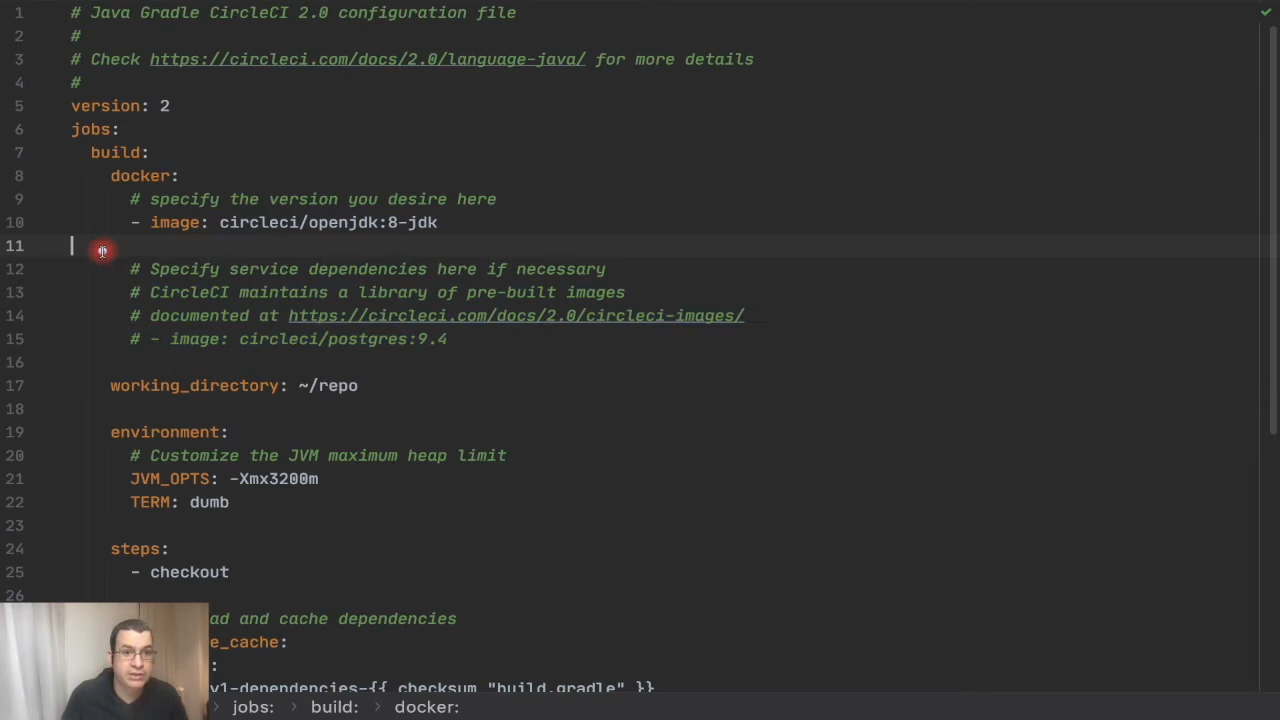 1 # Java Gradle CircleCI 2.0 configuration file
2 #
3 # Check https://circleci.com/docs/2.0/language-java/ for more details
4 #
5 version: 2
6 jobs:
7 build:
8 docker:
9 # specify the version you desire here
10 - image: circleci/openjdk:8-jdk
11
12 # Specify service dependencies here if necessary
13 # CircleCI maintains a library of pre-built images
14 # documented at https://circleci.com/docs/2.0/circleci-images/
15 # - image: circleci/postgres:9.4
16
17 working_directory: ~/repo
18
19 environment:
20 # Customize the JVM maximum heap limit
21 JVM_OPTS: -Xmx3200m
22 TERM: dumb
23
24 steps:
25 - checkout
26
ad and cache dependencies
e_cache:
:
v1-dependencies-{{ checksum "build.gradle" }}
jobs: > build: > docker: